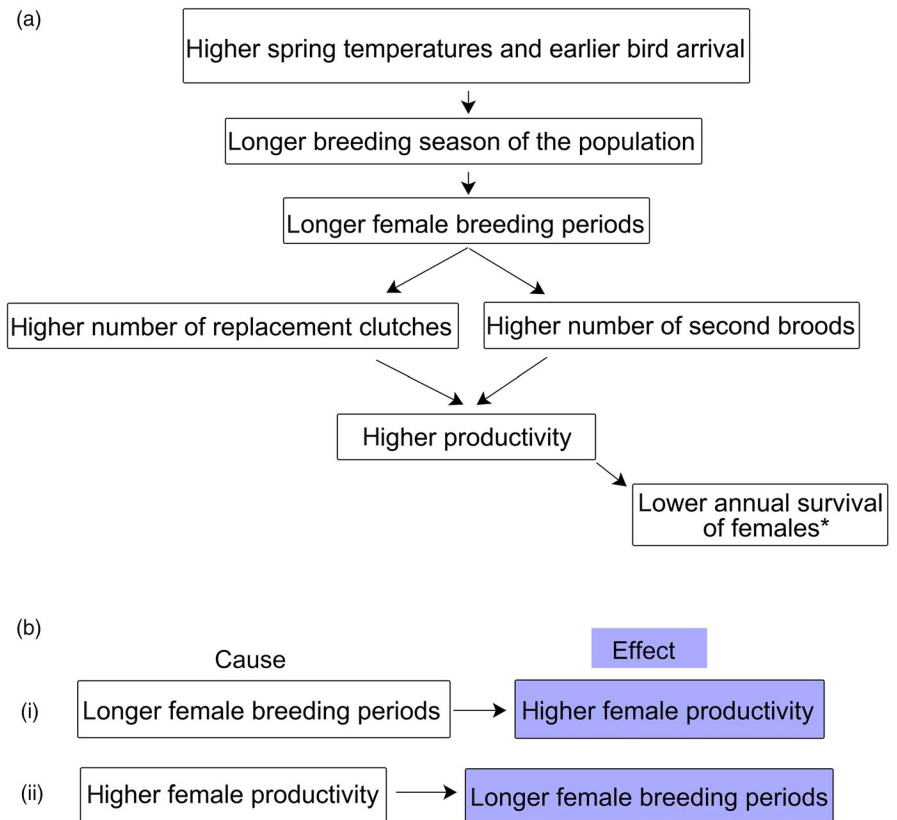 (a)
Higher spring temperatures and earlier bird arrival
Longer breeding season of the population
Longer female breeding periods
Higher number of replacement clutches
Higher number of second broods
Higher productivity
Lower annual survival
of females*
(b)
Cause
Effect
(i)
Longer female breeding periods
Higher female productivity
(ii)
Higher female productivity
Longer female breeding periods